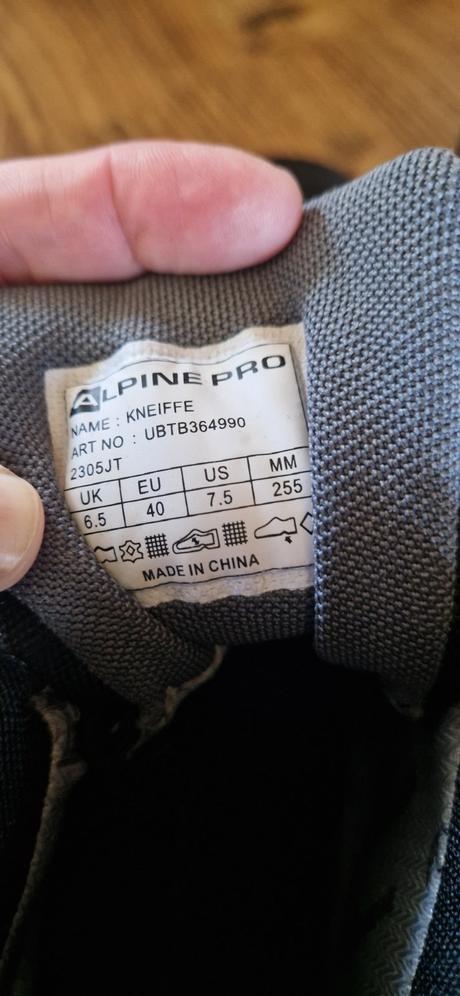 ALPINE PRO
NAME : KNEIFFE
ART NO : UBTB364990
2305JT
UK EU US MM
6.5 40 7.5 255
MADE IN CHINA